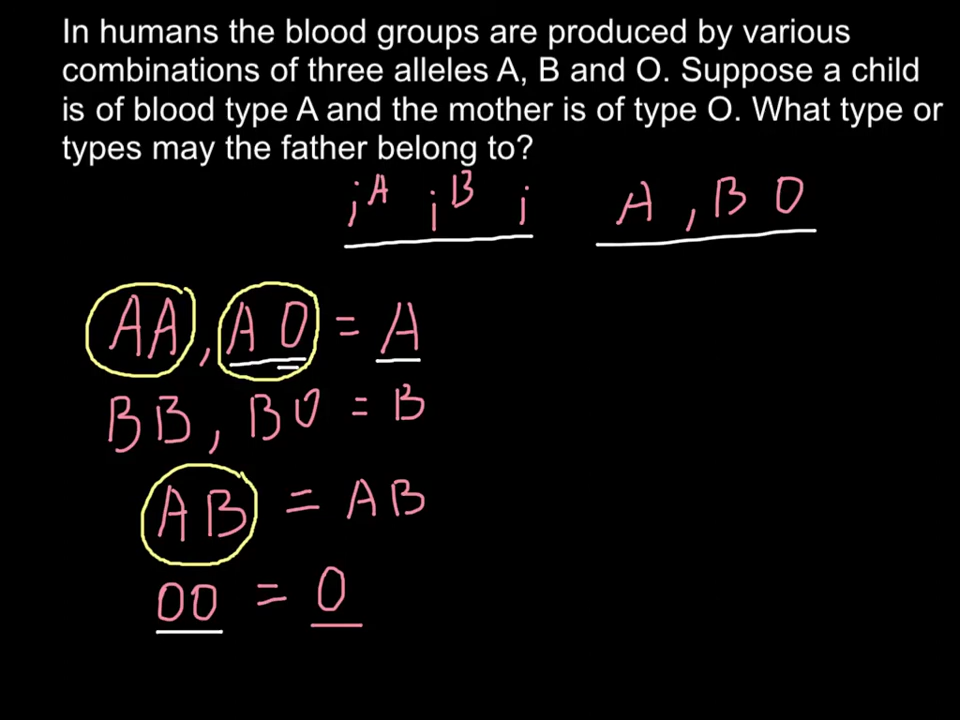 In humans the blood groups are produced by various
combinations of three alleles A, B and O. Suppose a child
is of blood type A and the mother is of type O. What type or
types may the father belong to?
i^A i^B i A , B O
AA , AO = A
BB , BO = B
AB = AB
OO = O